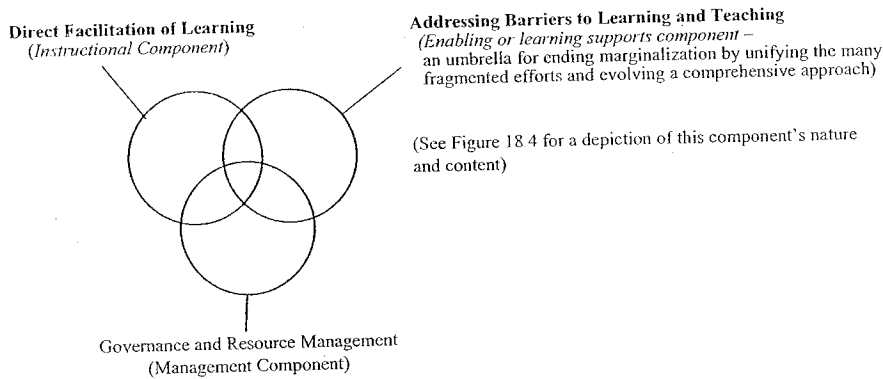 Direct Facilitation of Learning
(Instructional Component)
Addressing Barriers to Learning and Teaching
(Enabling or learning supports component –
an umbrella for ending marginalization by unifying the many
fragmented efforts and evolving a comprehensive approach)
(See Figure 18.4 for a depiction of this component's nature
and content)
Governance and Resource Management
(Management Component)